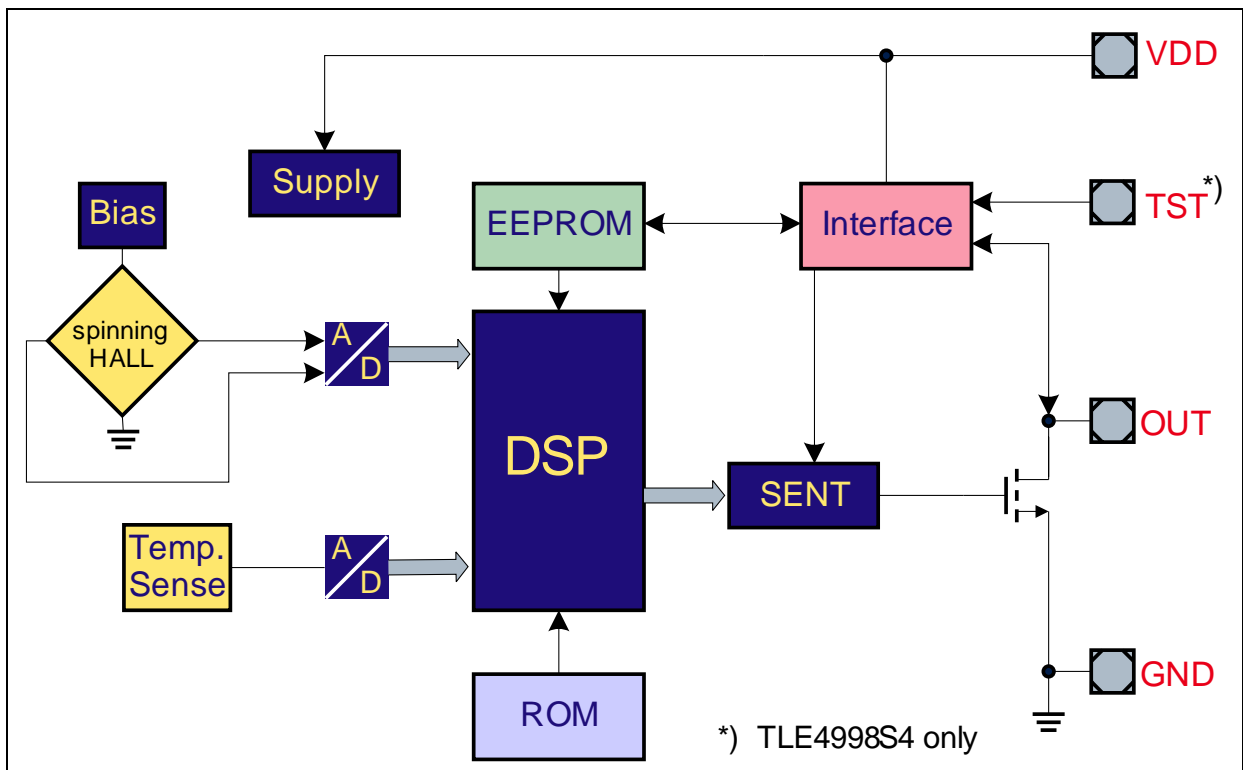 VDD
Supply
Bias
TST*)
EEPROM
Interface
spinning
HALL
A
D
DSP
OUT
SENT
Temp.
Sense
A
D
GND
ROM
*) TLE4998S4 only